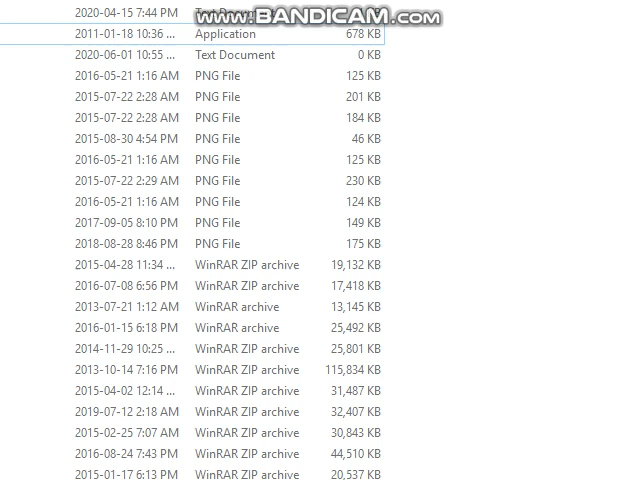 2020-04-15 7:44 PM Text Document
www.BANDICAM.com
2011-01-18 10:36 ... Application 678 KB
2020-06-01 10:55 ... Text Document 0 KB
2016-05-21 1:16 AM PNG File 125 KB
2015-07-22 2:28 AM PNG File 201 KB
2015-07-22 2:28 AM PNG File 184 KB
2015-08-30 4:54 PM PNG File 46 KB
2016-05-21 1:16 AM PNG File 125 KB
2015-07-22 2:29 AM PNG File 230 KB
2016-05-21 1:16 AM PNG File 124 KB
2017-09-05 8:10 PM PNG File 149 KB
2018-08-28 8:46 PM PNG File 175 KB
2015-04-28 11:34 ... WinRAR ZIP archive 19,132 KB
2016-07-08 6:56 PM WinRAR ZIP archive 17,418 KB
2013-07-21 1:12 AM WinRAR archive 13,145 KB
2016-01-15 6:18 PM WinRAR archive 25,492 KB
2014-11-29 10:25 ... WinRAR ZIP archive 25,801 KB
2013-10-14 7:16 PM WinRAR ZIP archive 115,834 KB
2015-04-02 12:14 ... WinRAR ZIP archive 31,487 KB
2019-07-12 2:18 AM WinRAR ZIP archive 32,407 KB
2015-02-25 7:07 AM WinRAR ZIP archive 30,843 KB
2016-08-24 7:43 PM WinRAR ZIP archive 44,510 KB
2015-01-17 6:13 PM WinRAR ZIP archive 20,537 KB